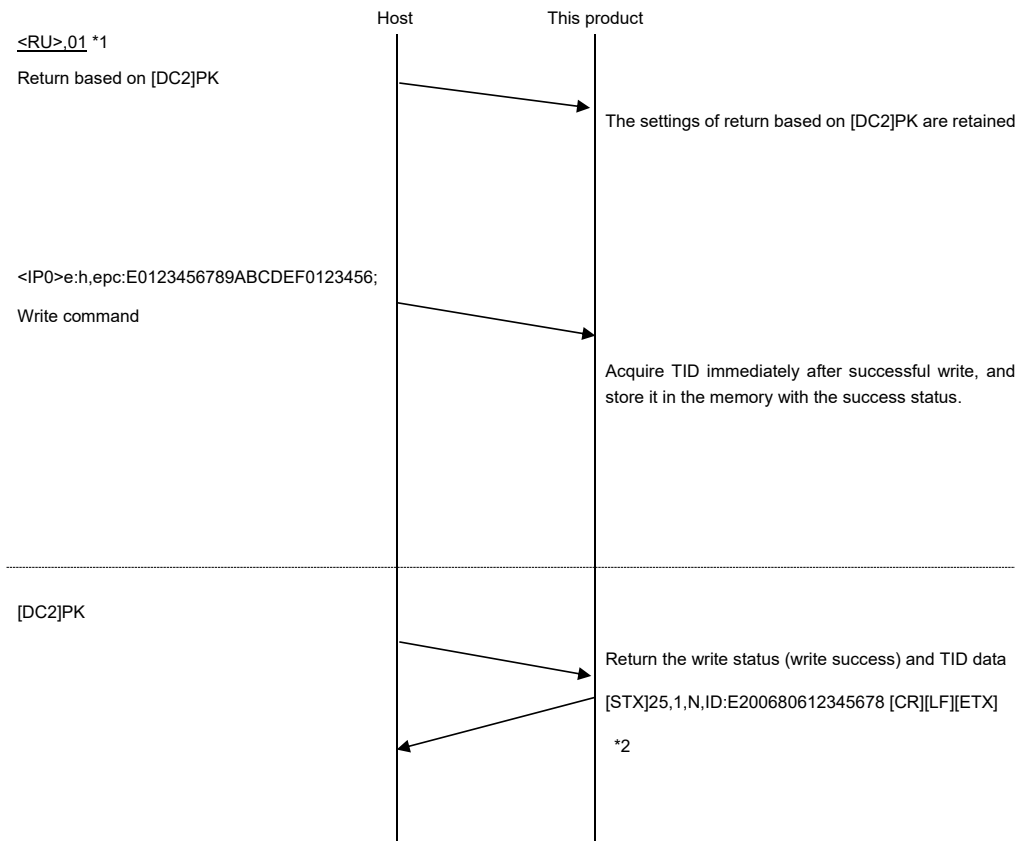 Host This product
<RU>,01 *1
Return based on [DC2]PK
The settings of return based on [DC2]PK are retained
<IP0>e:h,epc:E0123456789ABCDEF0123456;
Write command
Acquire TID immediately after successful write, and
store it in the memory with the success status.
[DC2]PK
Return the write status (write success) and TID data
[STX]25,1,N,ID:E200680612345678 [CR][LF][ETX]
*2